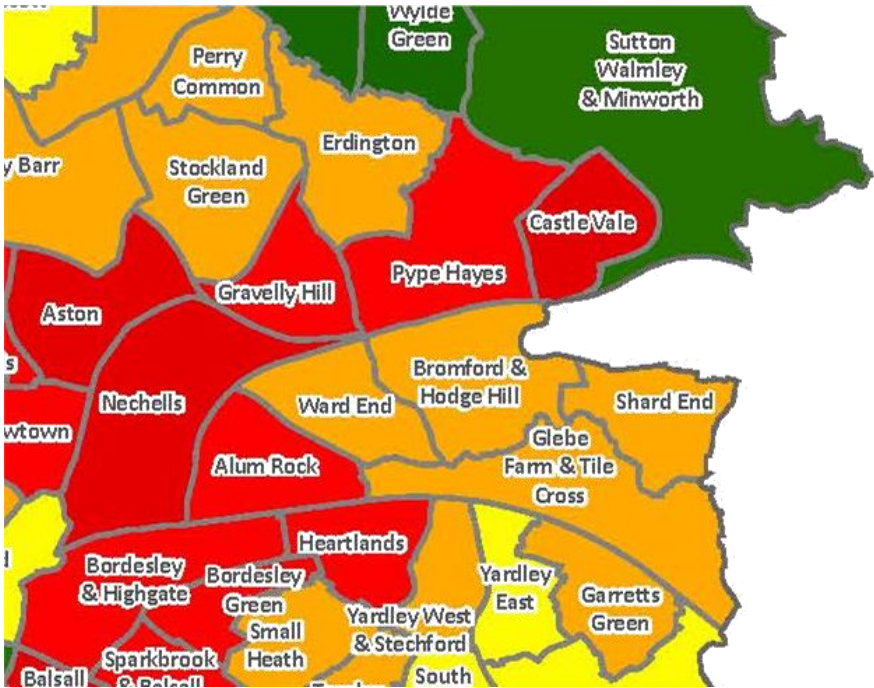 Wylde
Green
Sutton
Walmley
& Minworth
Perry
Common
Erdington
y Barr
Stockland
Green
Castle Vale
Pype Hayes
Gravelly Hill
Aston
s
Bromford &
Hodge Hill
Nechells
Ward End
Shard End
wtown
Glebe
Farm & Tile
Cross
Alum Rock
Heartlands
d
Bordesley
& Highgate
Bordesley
Green
Yardley
East
Garretts
Green
Small
Heath
Yardley West
& Stechford
Sparkbrook
& Balsall
Balsall
South